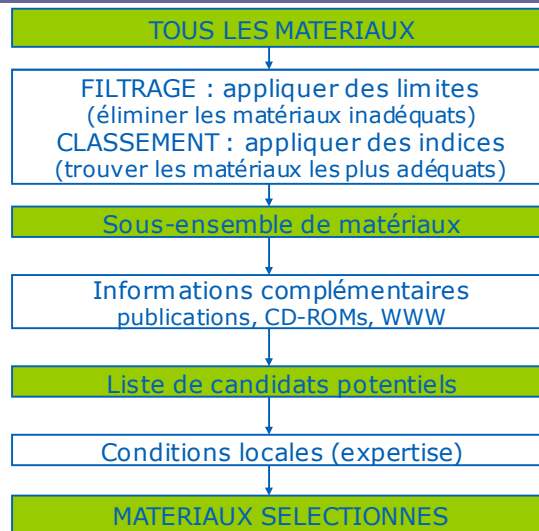 TOUS LES MATERIAUX
FILTRAGE : appliquer des limites
(éliminer les matériaux inadéquats)
CLASSEMENT : appliquer des indices
(trouver les matériaux les plus adéquats)
Sous-ensemble de matériaux
Informations complémentaires
publications, CD-ROMs, WWW
Liste de candidats potentiels
Conditions locales (expertise)
MATERIAUX SELECTIONNES